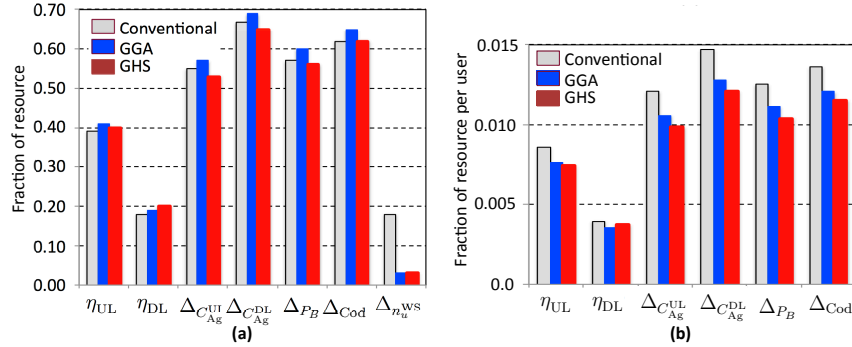 Fraction of resource
0.70
0.60
0.50
0.40
0.30
0.20
0.10
0.00
Conventional
GGA
GHS
η_UL η_DL Δ_{C_Ag^UL} Δ_{C_Ag^DL} Δ_{P_B} Δ_Cod Δ_{n_u^WS}
(a)
Fraction of resource per user
0.015
0.010
0.005
0.0
Conventional
GGA
GHS
η_UL η_DL Δ_{C_Ag^UL} Δ_{C_Ag^DL} Δ_{P_B} Δ_Cod
(b)